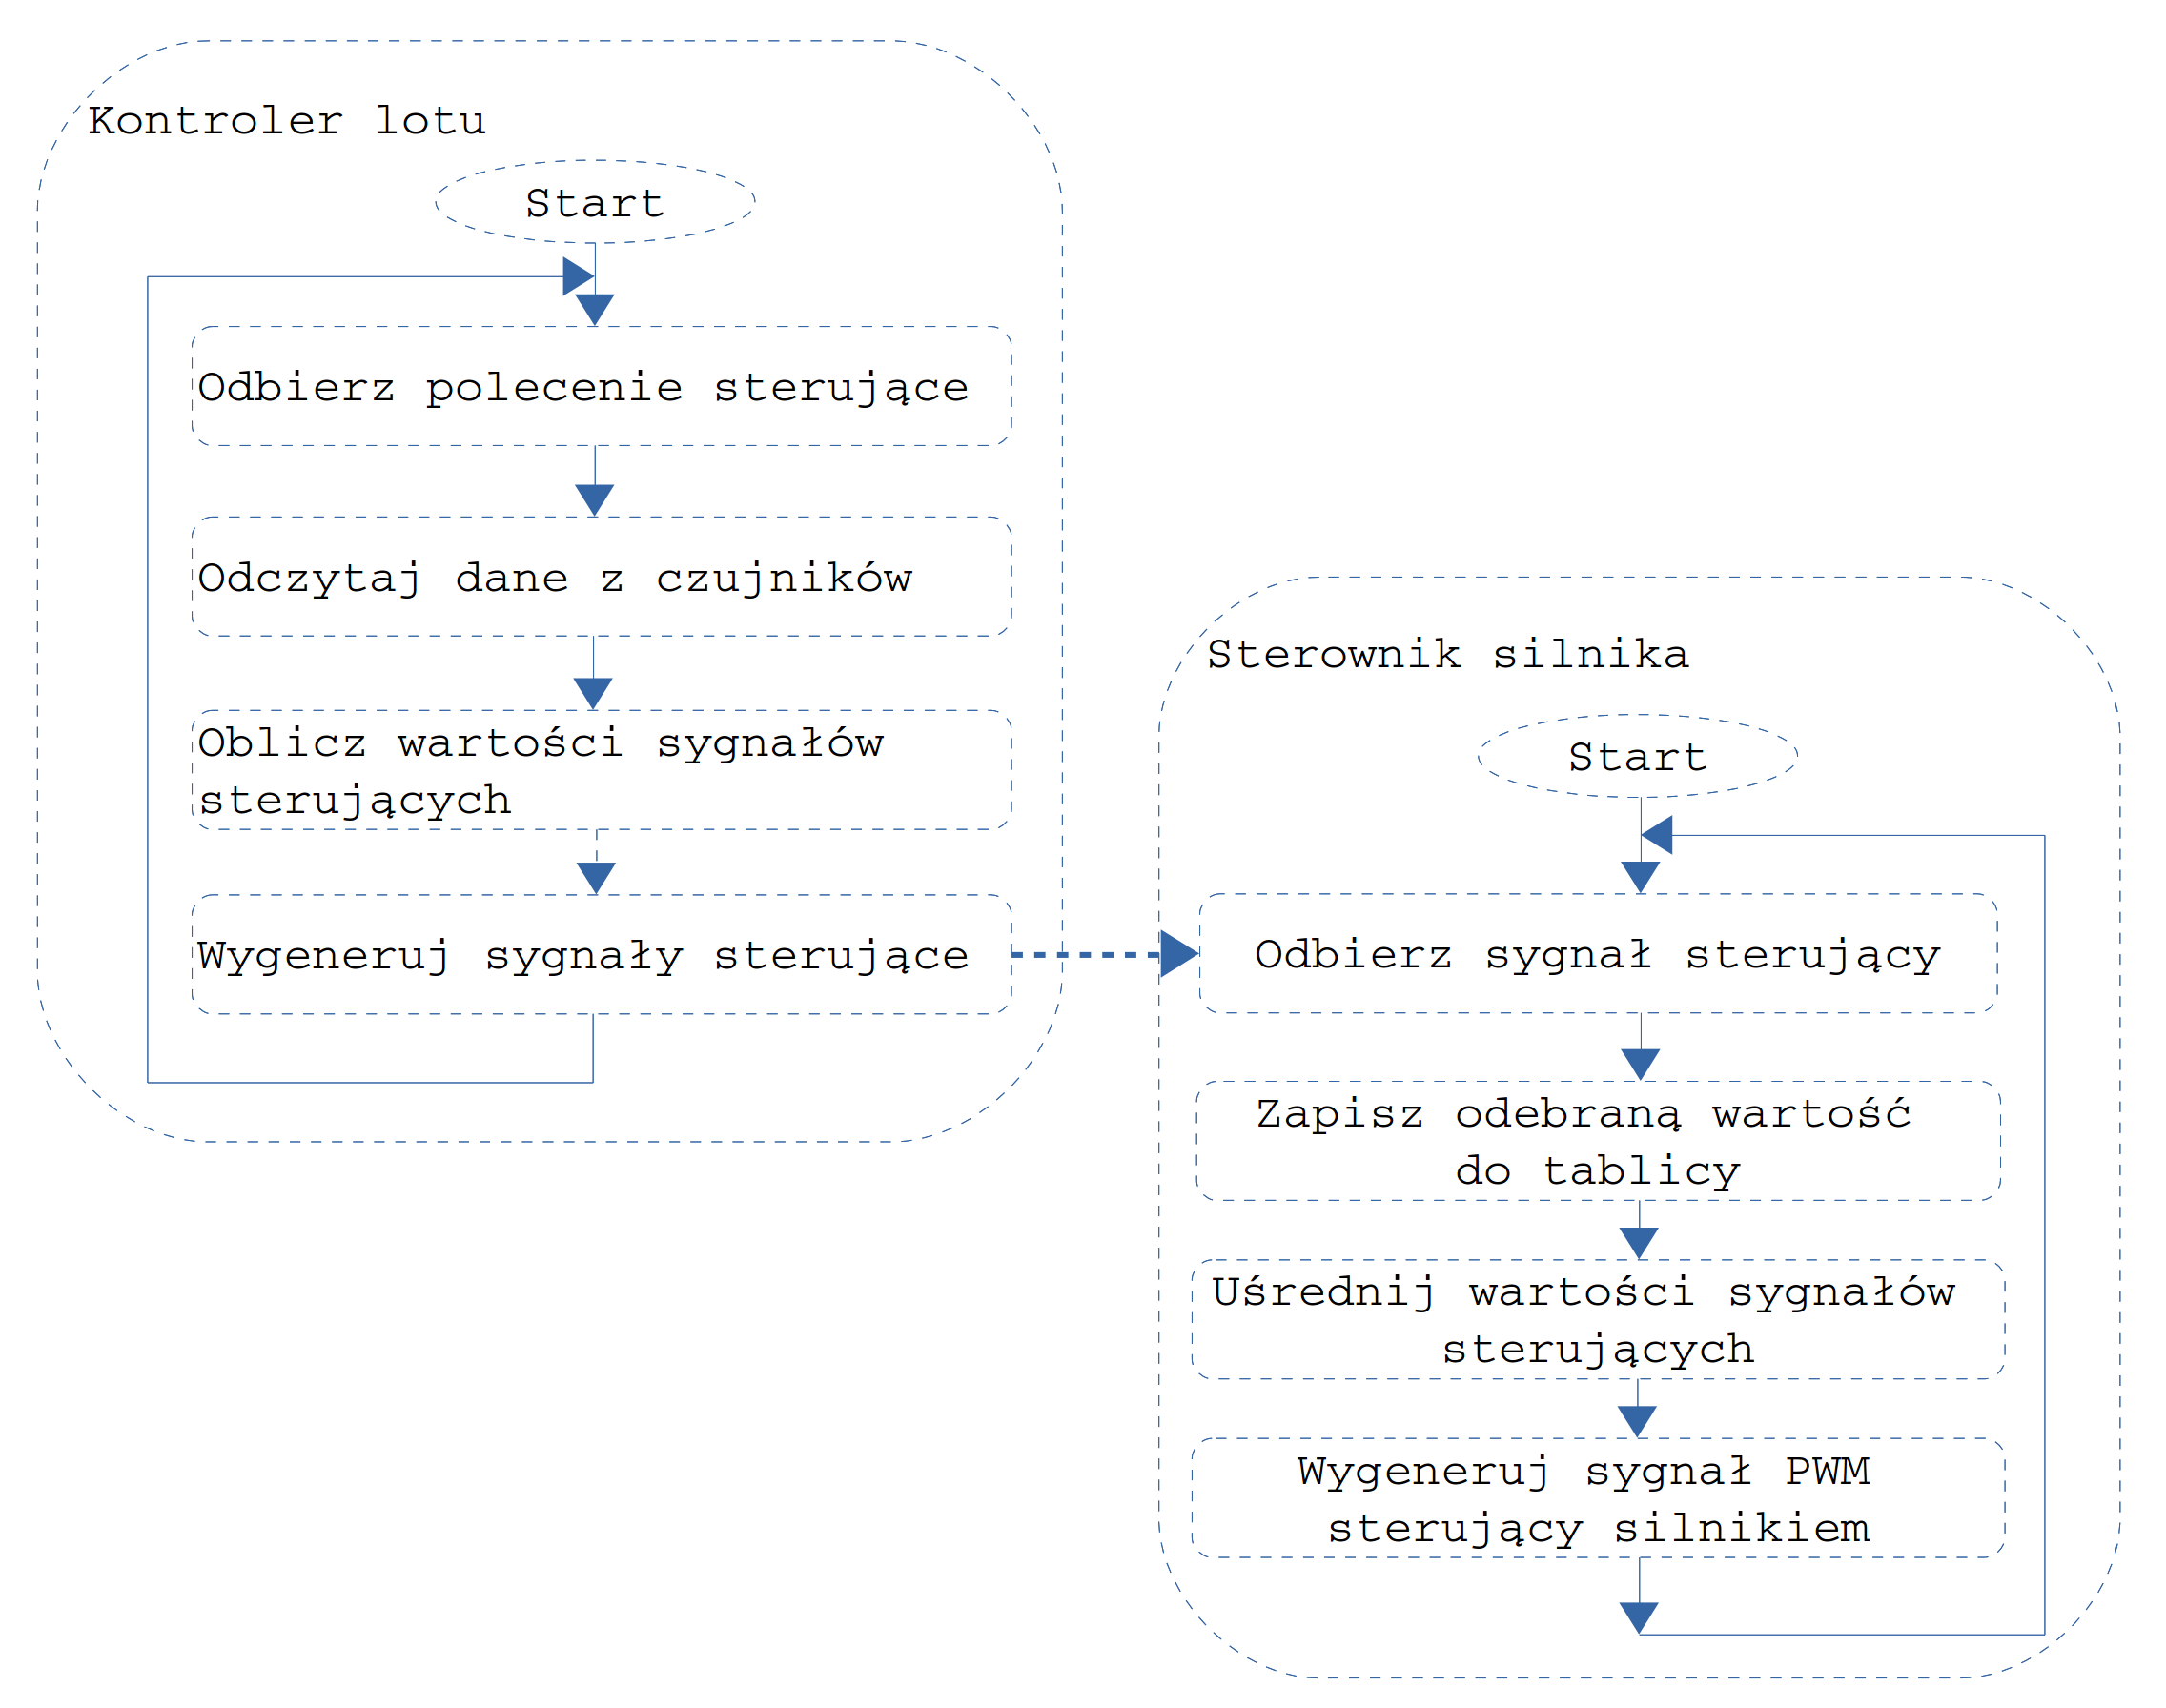 Kontroler lotu
Start
Odbierz polecenie sterujące
Odczytaj dane z czujników
Oblicz wartości sygnałów
sterujących
Wygeneruj sygnały sterujące
Sterownik silnika
Start
Odbierz sygnał sterujący
Zapisz odebraną wartość
do tablicy
Uśrednij wartości sygnałów
sterujących
Wygeneruj sygnał PWM
sterujący silnikiem